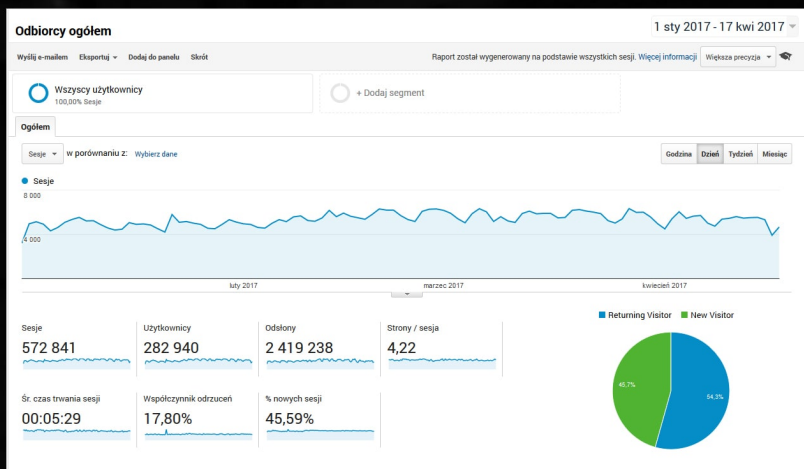 Odbiorcy ogółem
1 sty 2017 - 17 kwi 2017
Wyślij e-mailem Eksportuj Dodaj do panelu Skrót
Raport został wygenerowany na podstawie wszystkich sesji. Więcej informacji Większa precyzja
Wszyscy użytkownicy
100,00% Sesje
+ Dodaj segment
Ogółem
Sesje w porównaniu z: Wybierz dane
Godzina Dzień Tydzień Miesiąc
Sesje
8 000
4 000
luty 2017 marzec 2017 kwiecień 2017
Returning Visitor New Visitor
Sesje
572 841
Użytkownicy
282 940
Odsłony
2 419 238
Strony / sesja
4,22
Śr. czas trwania sesji
00:05:29
Współczynnik odrzuceń
17,80%
% nowych sesji
45,59%
45,7%
54,3%